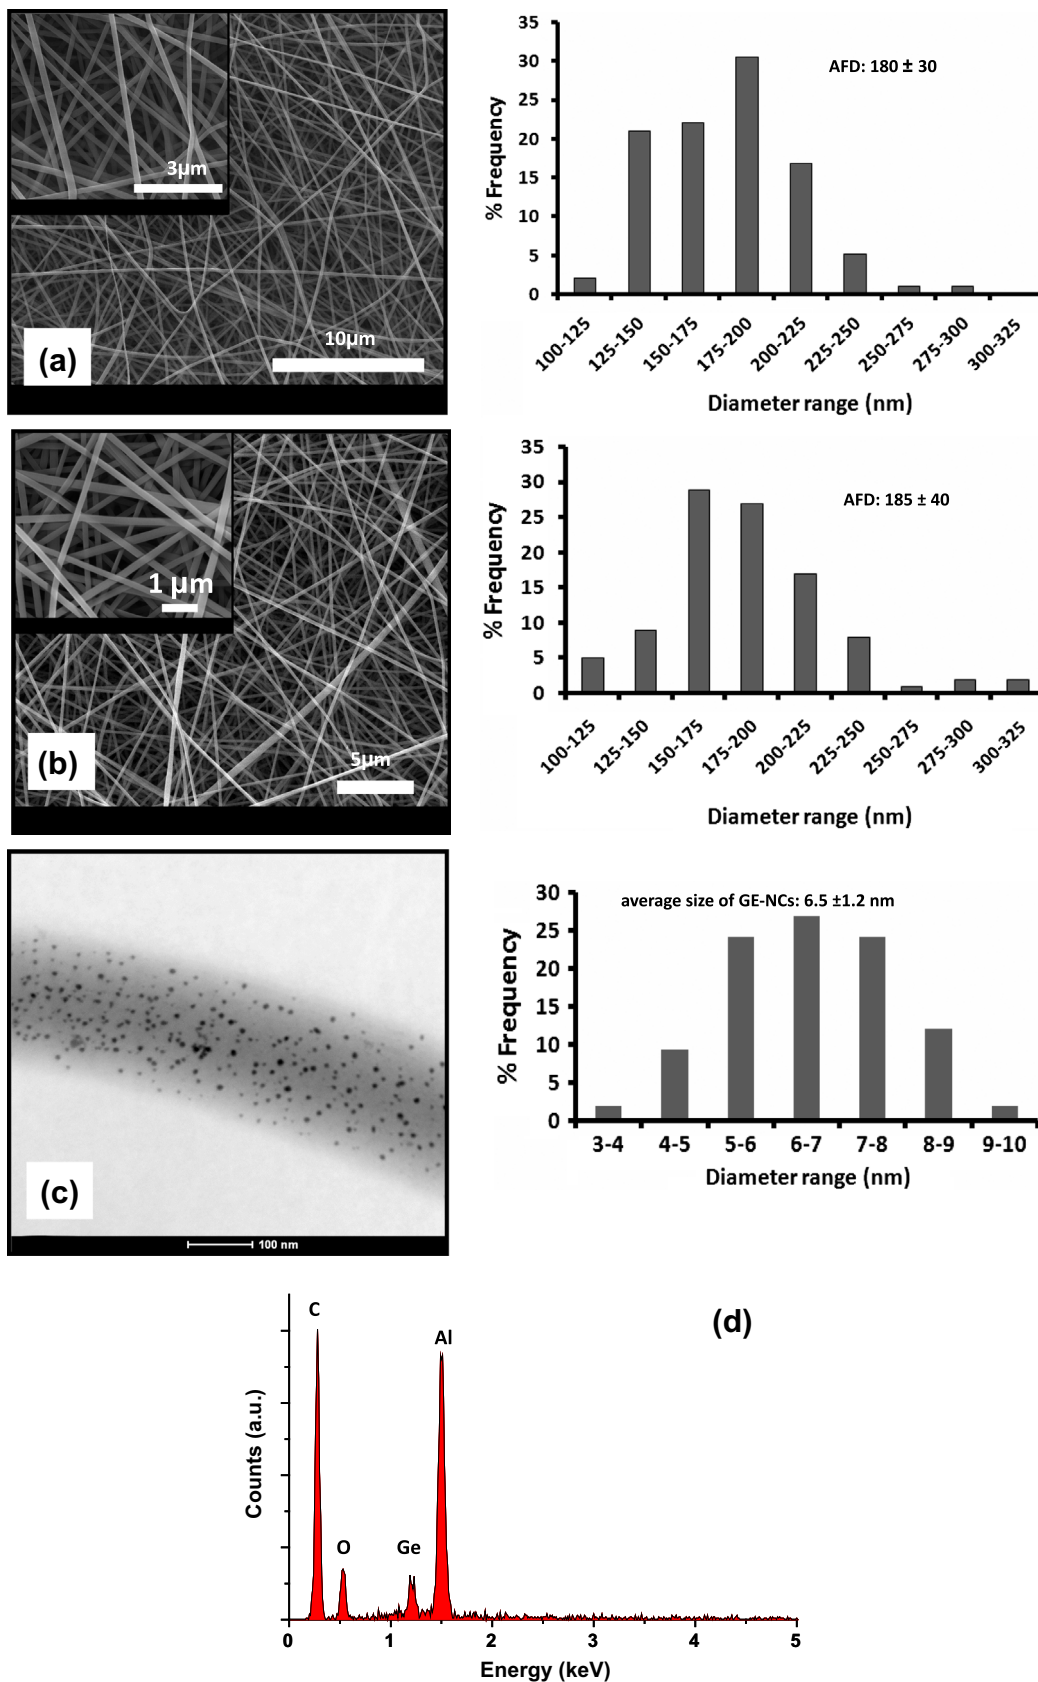 3µm
10µm
(a)
35
30
25
20
15
10
5
0
% Frequency
AFD: 180 ± 30
100-125
125-150
150-175
175-200
200-225
225-250
250-275
275-300
300-325
Diameter range (nm)
1 µm
5µm
(b)
35
30
25
20
15
10
5
0
% Frequency
AFD: 185 ± 40
100-125
125-150
150-175
175-200
200-225
225-250
250-275
275-300
300-325
Diameter range (nm)
(c)
100 nm
30
25
20
15
10
5
0
% Frequency
average size of GE-NCs: 6.5 ±1.2 nm
3-4 4-5 5-6 6-7 7-8 8-9 9-10
Diameter range (nm)
(d)
C
Al
O
Ge
Counts (a.u.)
0 1 2 3 4 5
Energy (keV)